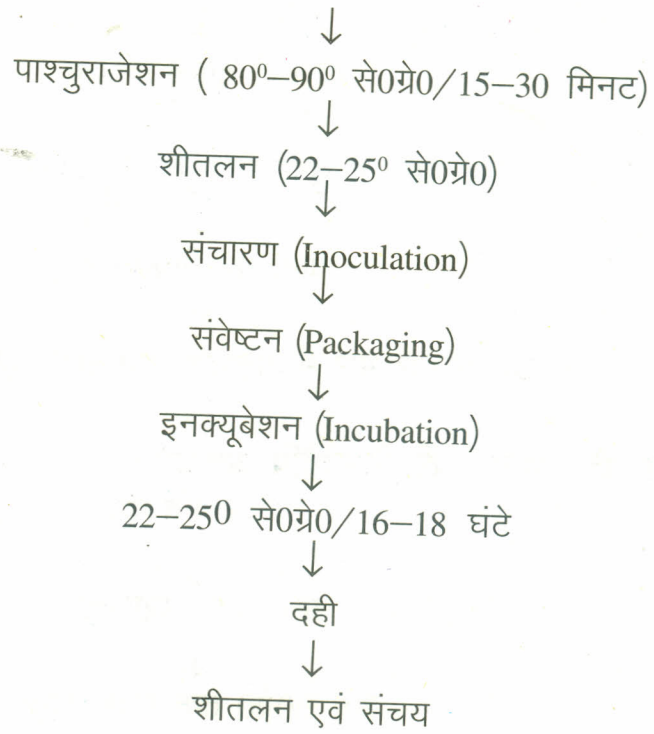 ↓
पाश्चुराजेशन ( 80⁰–90⁰ से0ग्रे0/15–30 मिनट)
↓
शीतलन (22–25⁰ से0ग्रे0)
↓
संचारण (Inoculation)
↓
संवेष्टन (Packaging)
↓
इनक्यूबेशन (Incubation)
↓
22–25⁰ से0ग्रे0/16–18 घंटे
↓
दही
↓
शीतलन एवं संचय